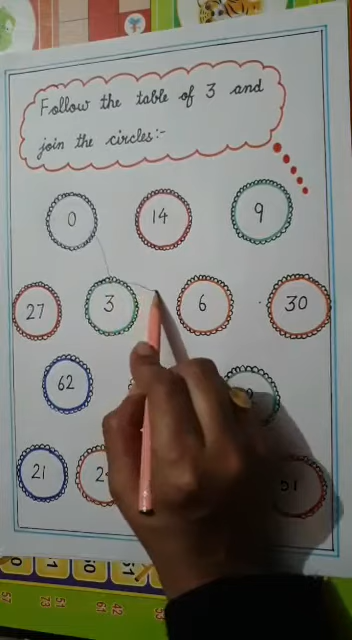 Follow the table of 3 and
join the circles:-
0 14 9
27 3 6 30
62
21